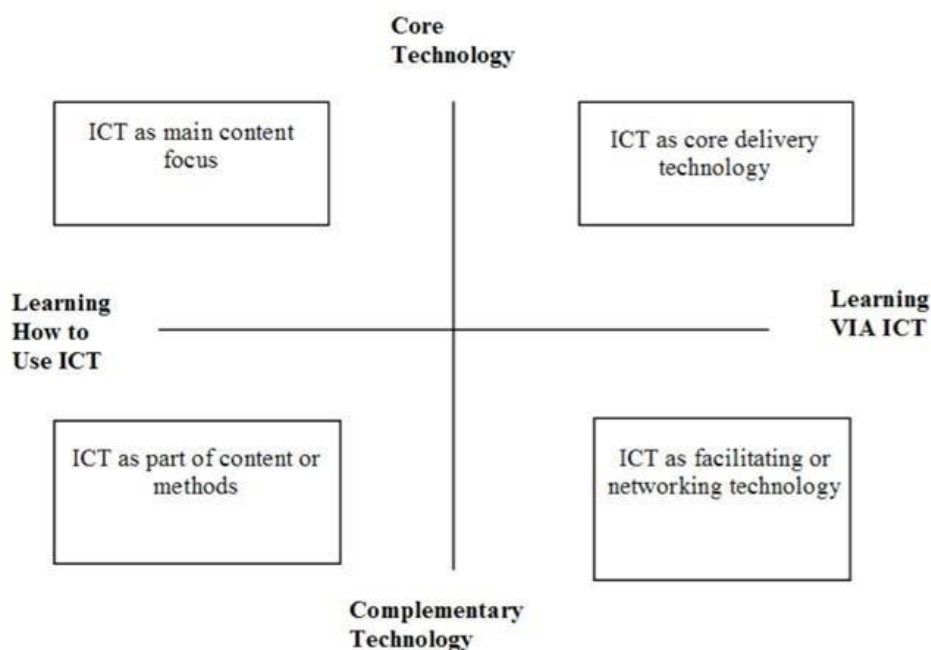 Core
Technology
ICT as main content
focus
ICT as core delivery
technology
Learning
How to
Use ICT
Learning
VIA ICT
ICT as part of content or
methods
ICT as facilitating or
networking technology
Complementary
Technology